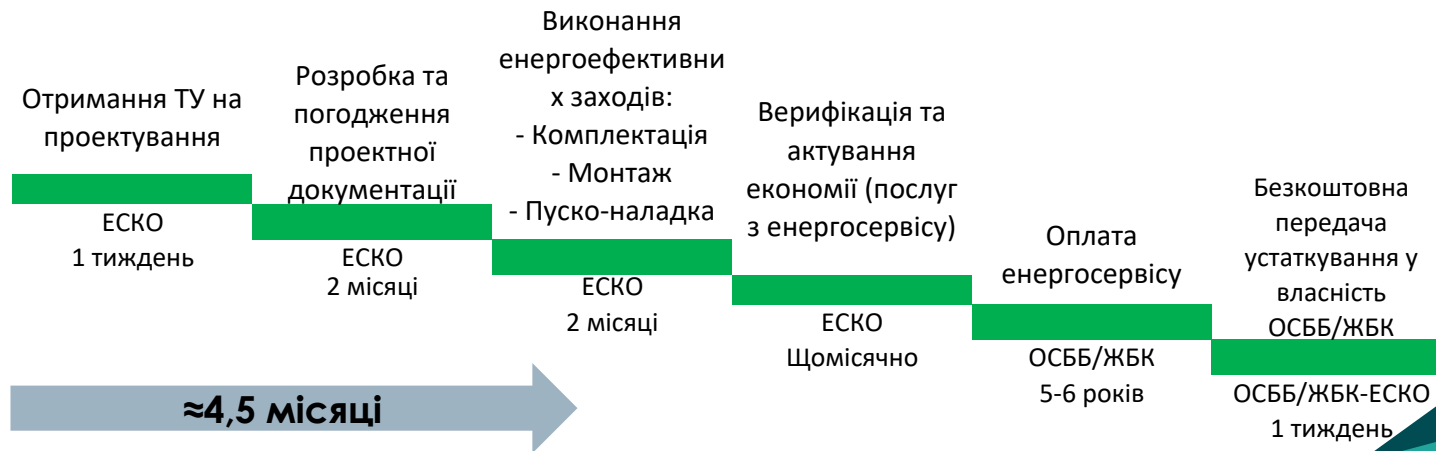 Отримання ТУ на
проектування
ЕСКО
1 тиждень
Розробка та
погодження
проектної
документації
ЕСКО
2 місяці
Виконання
енергоефективни
х заходів:
- Комплектація
- Монтаж
- Пуско-наладка
ЕСКО
2 місяці
Верифікація та
актування
економії (послуг
з енергосервісу)
ЕСКО
Щомісячно
Оплата
енергосервісу
ОСББ/ЖБК
5-6 років
Безкоштовна
передача
устаткування у
власність
ОСББ/ЖБК
ОСББ/ЖБК-ЕСКО
1 тиждень
≈4,5 місяці